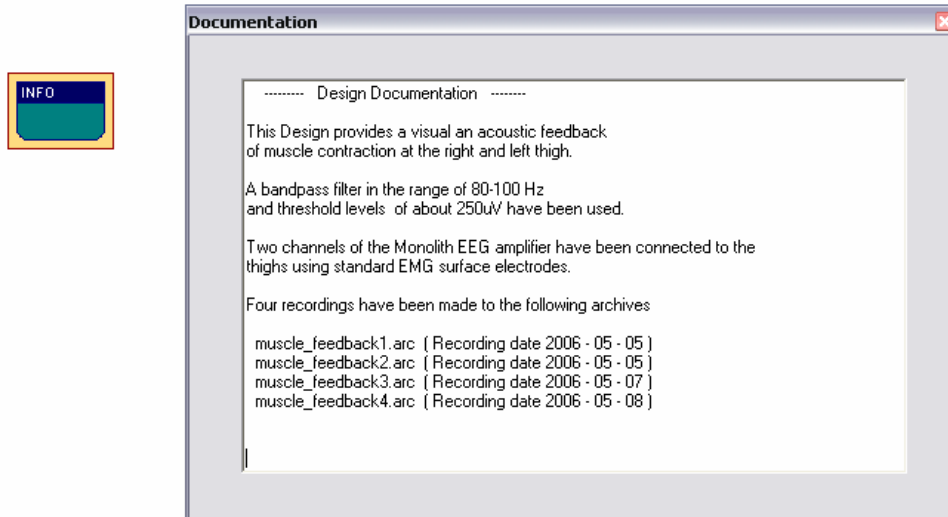 Documentation
INFO
--------- Design Documentation --------
This Design provides a visual an acoustic feedback
of muscle contraction at the right and left thigh.
A bandpass filter in the range of 80-100 Hz
and threshold levels of about 250uV have been used.
Two channels of the Monolith EEG amplifier have been connected to the
thighs using standard EMG surface electrodes.
Four recordings have been made to the following archives
muscle_feedback1.arc ( Recording date 2006 - 05 - 05 )
muscle_feedback2.arc ( Recording date 2006 - 05 - 05 )
muscle_feedback3.arc ( Recording date 2006 - 05 - 07 )
muscle_feedback4.arc ( Recording date 2006 - 05 - 08 )